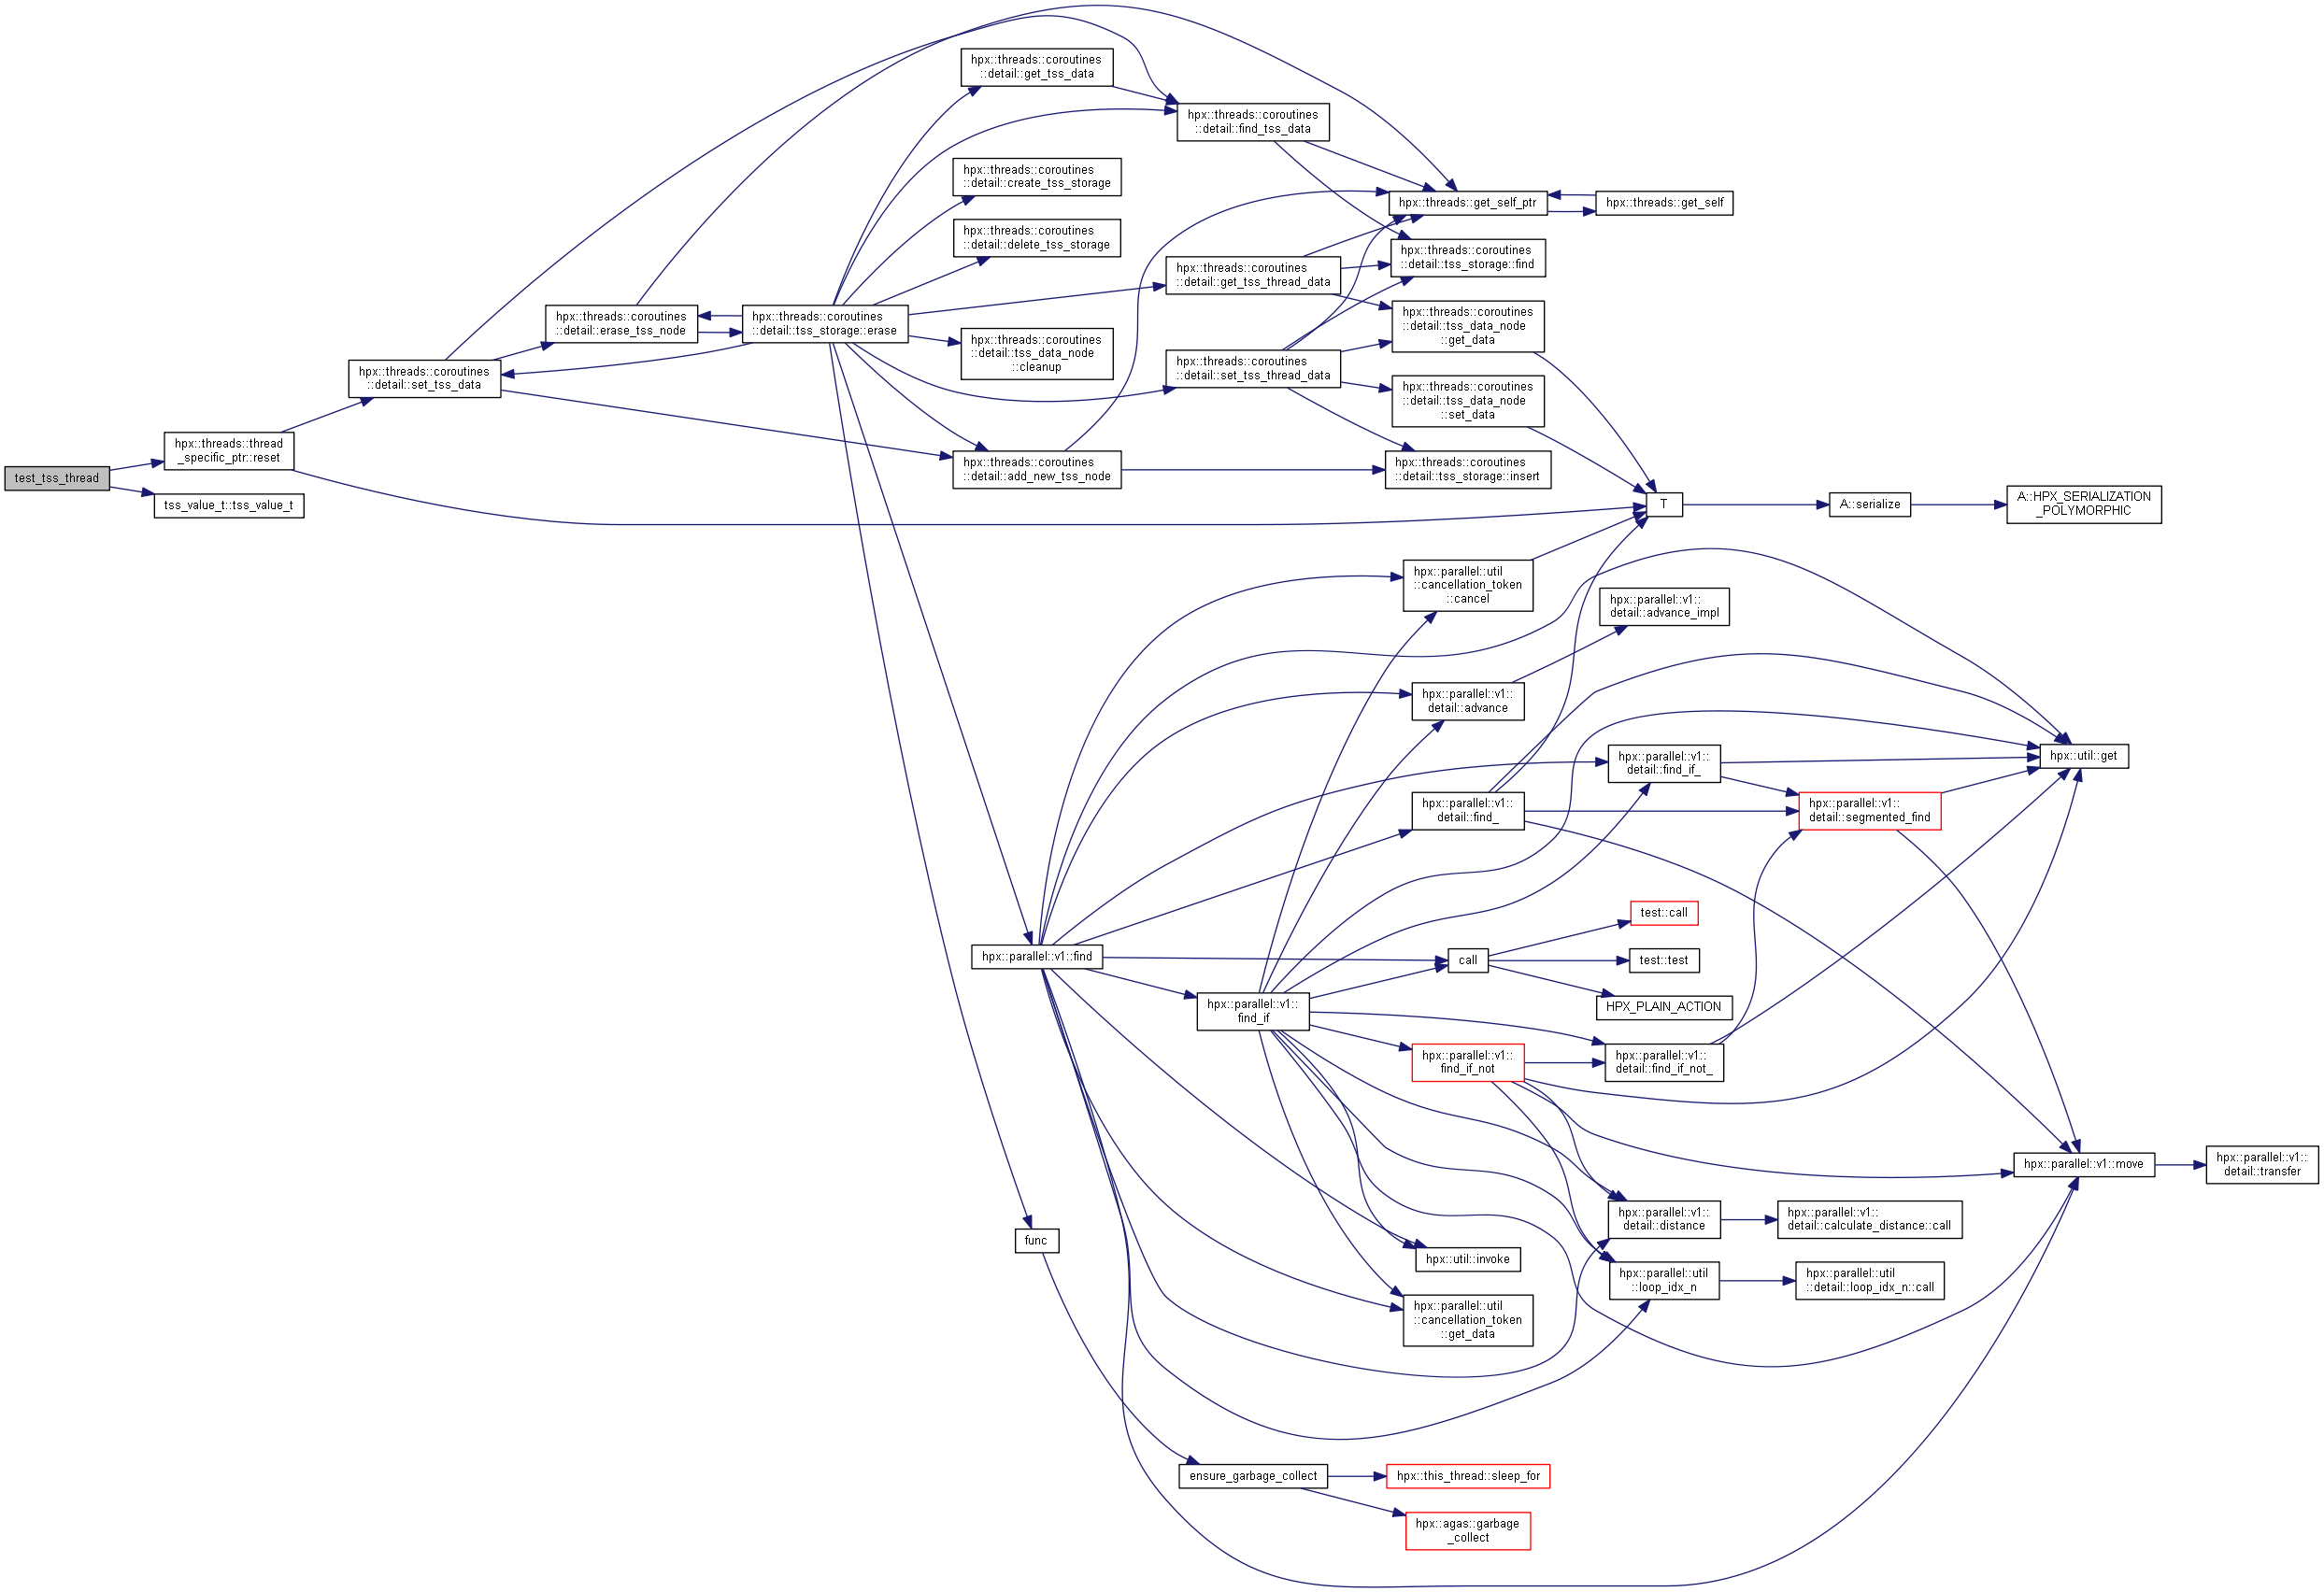 test_tss_thread
hpx::threads::thread
_specific_ptr::reset
tss_value_t::tss_value_t
hpx::threads::coroutines
::detail::set_tss_data
hpx::threads::coroutines
::detail::erase_tss_node
hpx::threads::coroutines
::detail::tss_storage::erase
hpx::threads::coroutines
::detail::get_tss_data
hpx::threads::coroutines
::detail::create_tss_storage
hpx::threads::coroutines
::detail::delete_tss_storage
hpx::threads::coroutines
::detail::tss_data_node
::cleanup
hpx::threads::coroutines
::detail::add_new_tss_node
hpx::parallel::v1::find
func
hpx::threads::coroutines
::detail::find_tss_data
hpx::threads::coroutines
::detail::get_tss_thread_data
hpx::threads::coroutines
::detail::set_tss_thread_data
hpx::parallel::v1::
find_if
ensure_garbage_collect
hpx::threads::get_self_ptr
hpx::threads::coroutines
::detail::tss_storage::find
hpx::threads::coroutines
::detail::tss_data_node
::get_data
hpx::threads::coroutines
::detail::tss_data_node
::set_data
hpx::threads::coroutines
::detail::tss_storage::insert
hpx::parallel::util
::cancellation_token
::cancel
hpx::parallel::v1::
detail::advance
hpx::parallel::v1::
detail::find_
call
hpx::parallel::v1::
find_if_not
hpx::util::invoke
hpx::parallel::util
::cancellation_token
::get_data
hpx::this_thread::sleep_for
hpx::agas::garbage
_collect
hpx::threads::get_self
T
hpx::parallel::v1::
detail::advance_impl
hpx::parallel::v1::
detail::find_if_
test::call
test::test
HPX_PLAIN_ACTION
hpx::parallel::v1::
detail::find_if_not_
hpx::parallel::v1::
detail::distance
hpx::parallel::util
::loop_idx_n
A::serialize
hpx::parallel::v1::
detail::segmented_find
hpx::parallel::v1::
detail::calculate_distance::call
hpx::parallel::util
::detail::loop_idx_n::call
A::HPX_SERIALIZATION
_POLYMORPHIC
hpx::util::get
hpx::parallel::v1::move
hpx::parallel::v1::
detail::transfer